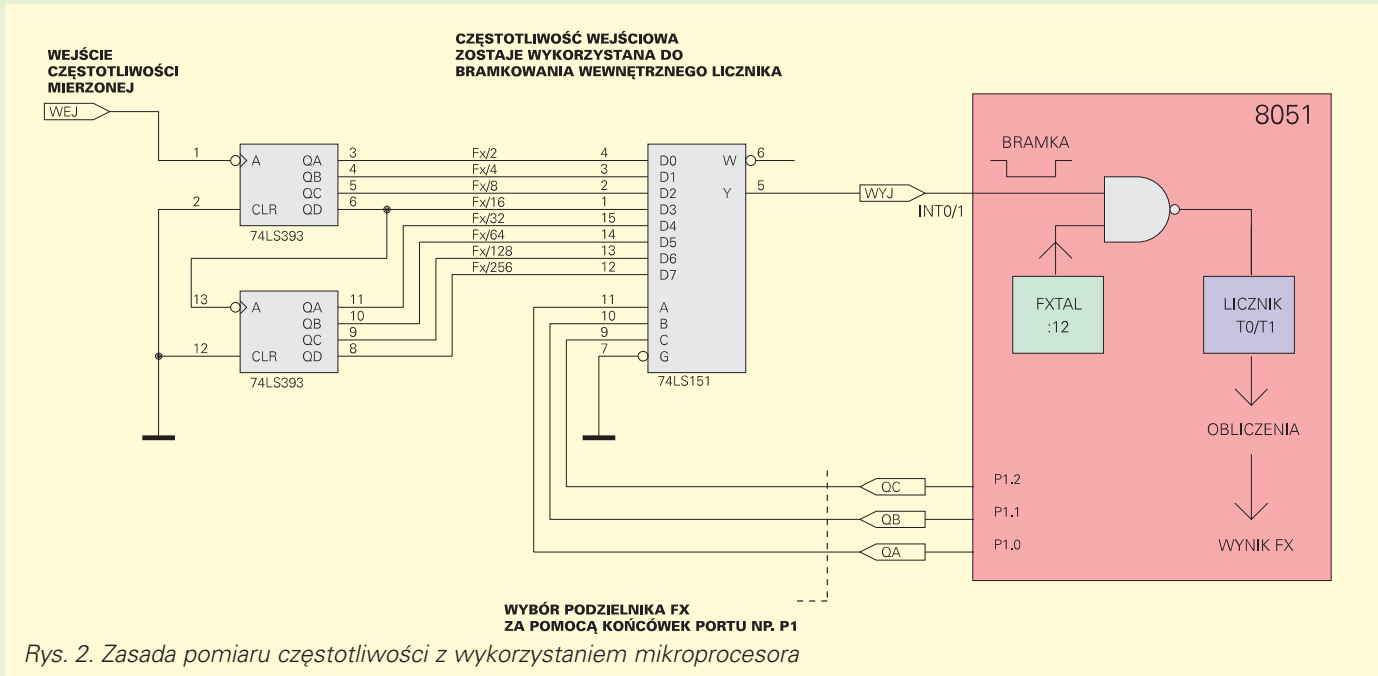 WEJŚCIE
CZĘSTOTLIWOŚCI
MIERZONEJ
WEJ
CZĘSTOTLIWOŚĆ WEJŚCIOWA
ZOSTAJE WYKORZYSTANA DO
BRAMKOWANIA WEWNĘTRZNEGO LICZNIKA
1 A QA 3
QB 4
QC 5
2 CLR QD 6
74LS393
13 A QA 11
QB 10
QC 9
12 CLR QD 8
74LS393
Fx/2 4 D0 W 6
Fx/4 3 D1
Fx/8 2 D2 Y 5
Fx/16 1 D3
Fx/32 15 D4
Fx/64 14 D5
Fx/128 13 D6
Fx/256 12 D7
11 A
10 B
9 C
7 G
74LS151
WYJ
INT0/1
8051
BRAMKA
FXTAL
:12
LICZNIK
T0/T1
OBLICZENIA
WYNIK FX
QC P1.2
QB P1.1
QA P1.0
WYBÓR PODZIELNIKA FX
ZA POMOCĄ KOŃCÓWEK PORTU NP. P1
Rys. 2. Zasada pomiaru częstotliwości z wykorzystaniem mikroprocesora